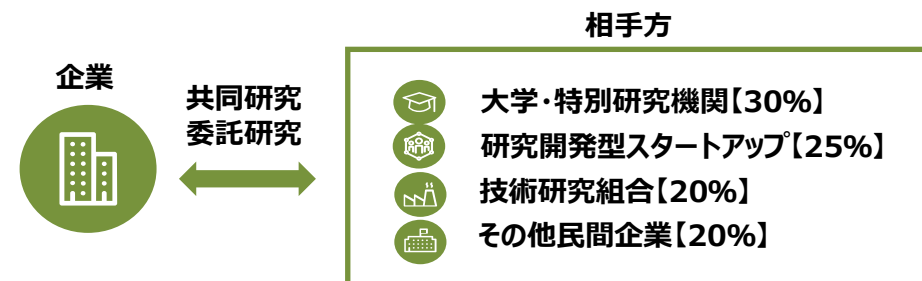 相手方
企業
共同研究
委託研究
大学・特別研究機関【30%】
研究開発型スタートアップ【25%】
技術研究組合【20%】
その他民間企業【20%】